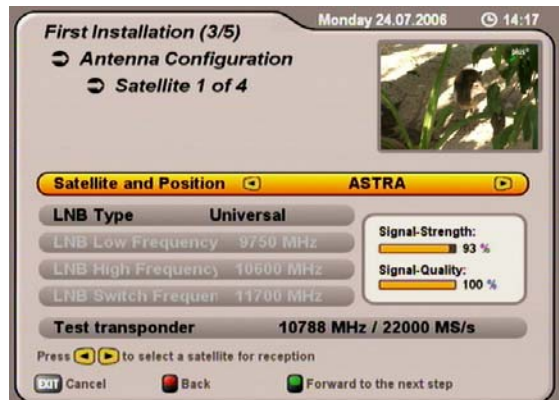 Monday 24.07.2006 14:17
First Installation (3/5)
Antenna Configuration
Satellite 1 of 4
Satellite and Position ASTRA
LNB Type Universal
LNB Low Frequency 9750 MHz
LNB High Frequency 10600 MHz
LNB Switch Frequen 11700 MHz
Signal-Strength:
93 %
Signal-Quality:
100 %
Test transponder 10788 MHz / 22000 MS/s
Press to select a satellite for reception
EXIT Cancel Back Forward to the next step